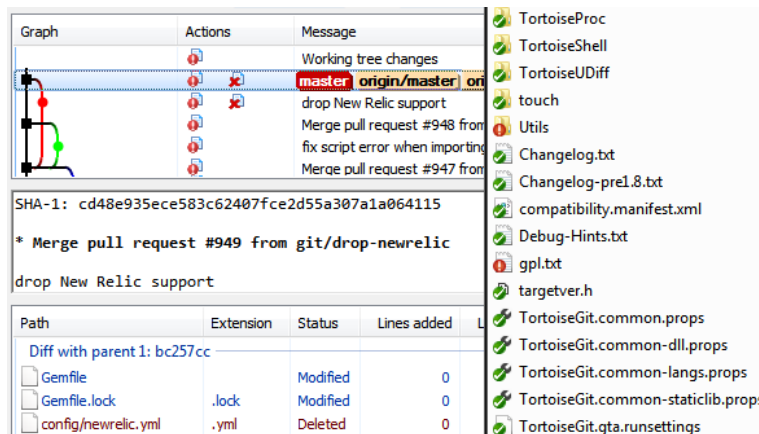 Graph Actions Message
Working tree changes
master origin/master ori
drop New Relic support
Merge pull request #948 from
fix script error when importing
Merge pull request #947 from
SHA-1: cd48e935ece583c62407fce2d55a307a1a064115
* Merge pull request #949 from git/drop-newrelic
drop New Relic support
Path Extension Status Lines added L
Diff with parent 1: bc257cc
Gemfile Modified 0
Gemfile.lock .lock Modified 0
config/newrelic.yml .yml Deleted 0
TortoiseProc
TortoiseShell
TortoiseUDiff
touch
Utils
Changelog.txt
Changelog-pre1.8.txt
compatibility.manifest.xml
Debug-Hints.txt
gpl.txt
targetver.h
TortoiseGit.common.props
TortoiseGit.common-dll.props
TortoiseGit.common-langs.props
TortoiseGit.common-staticlib.props
TortoiseGit.gta.runsettings